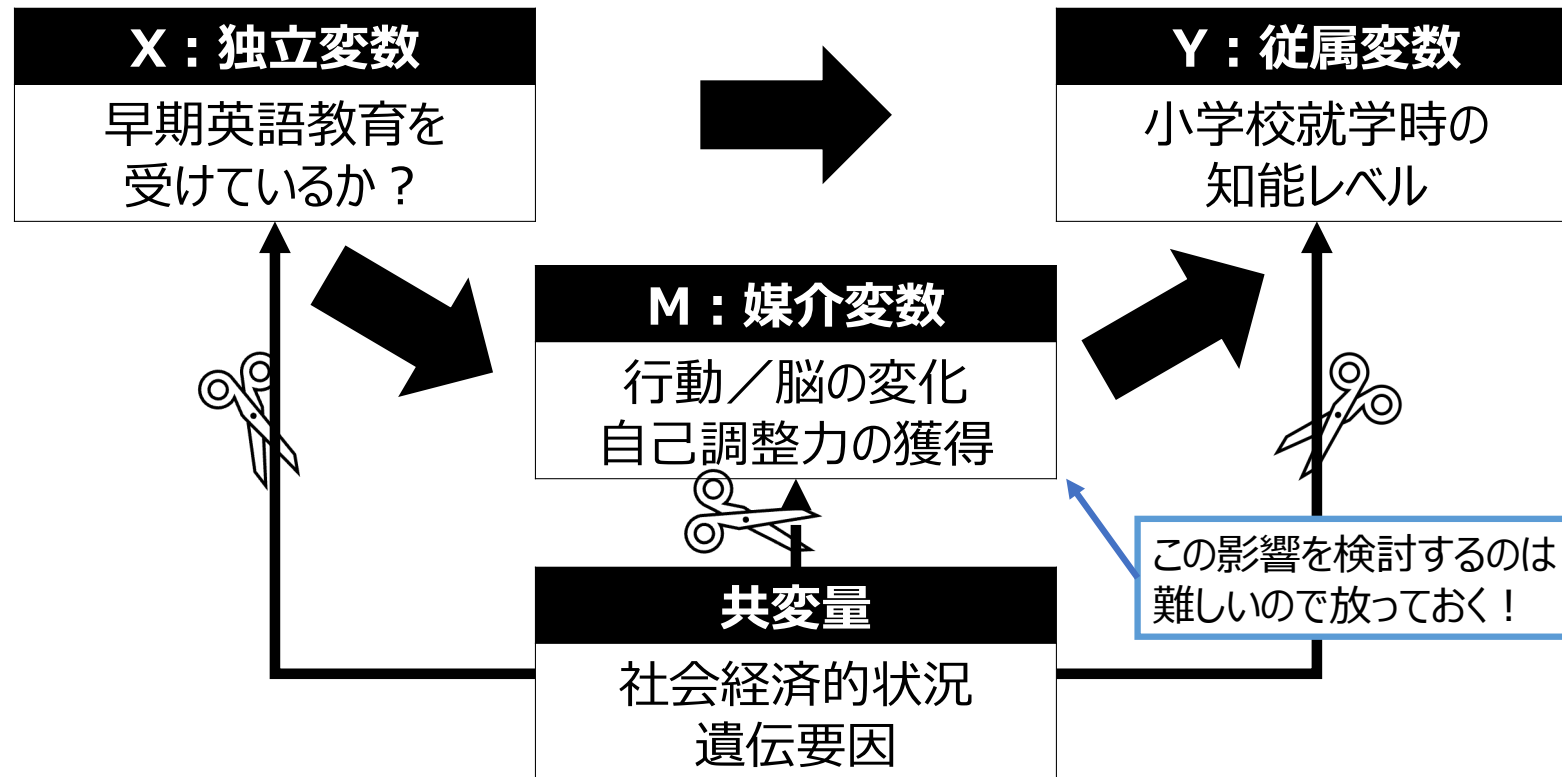 X：独立変数
早期英語教育を
受けているか？
Y：従属変数
小学校就学時の
知能レベル
M：媒介変数
行動／脳の変化
自己調整力の獲得
この影響を検討するのは
難しいので放っておく！
共変量
社会経済的状況
遺伝要因